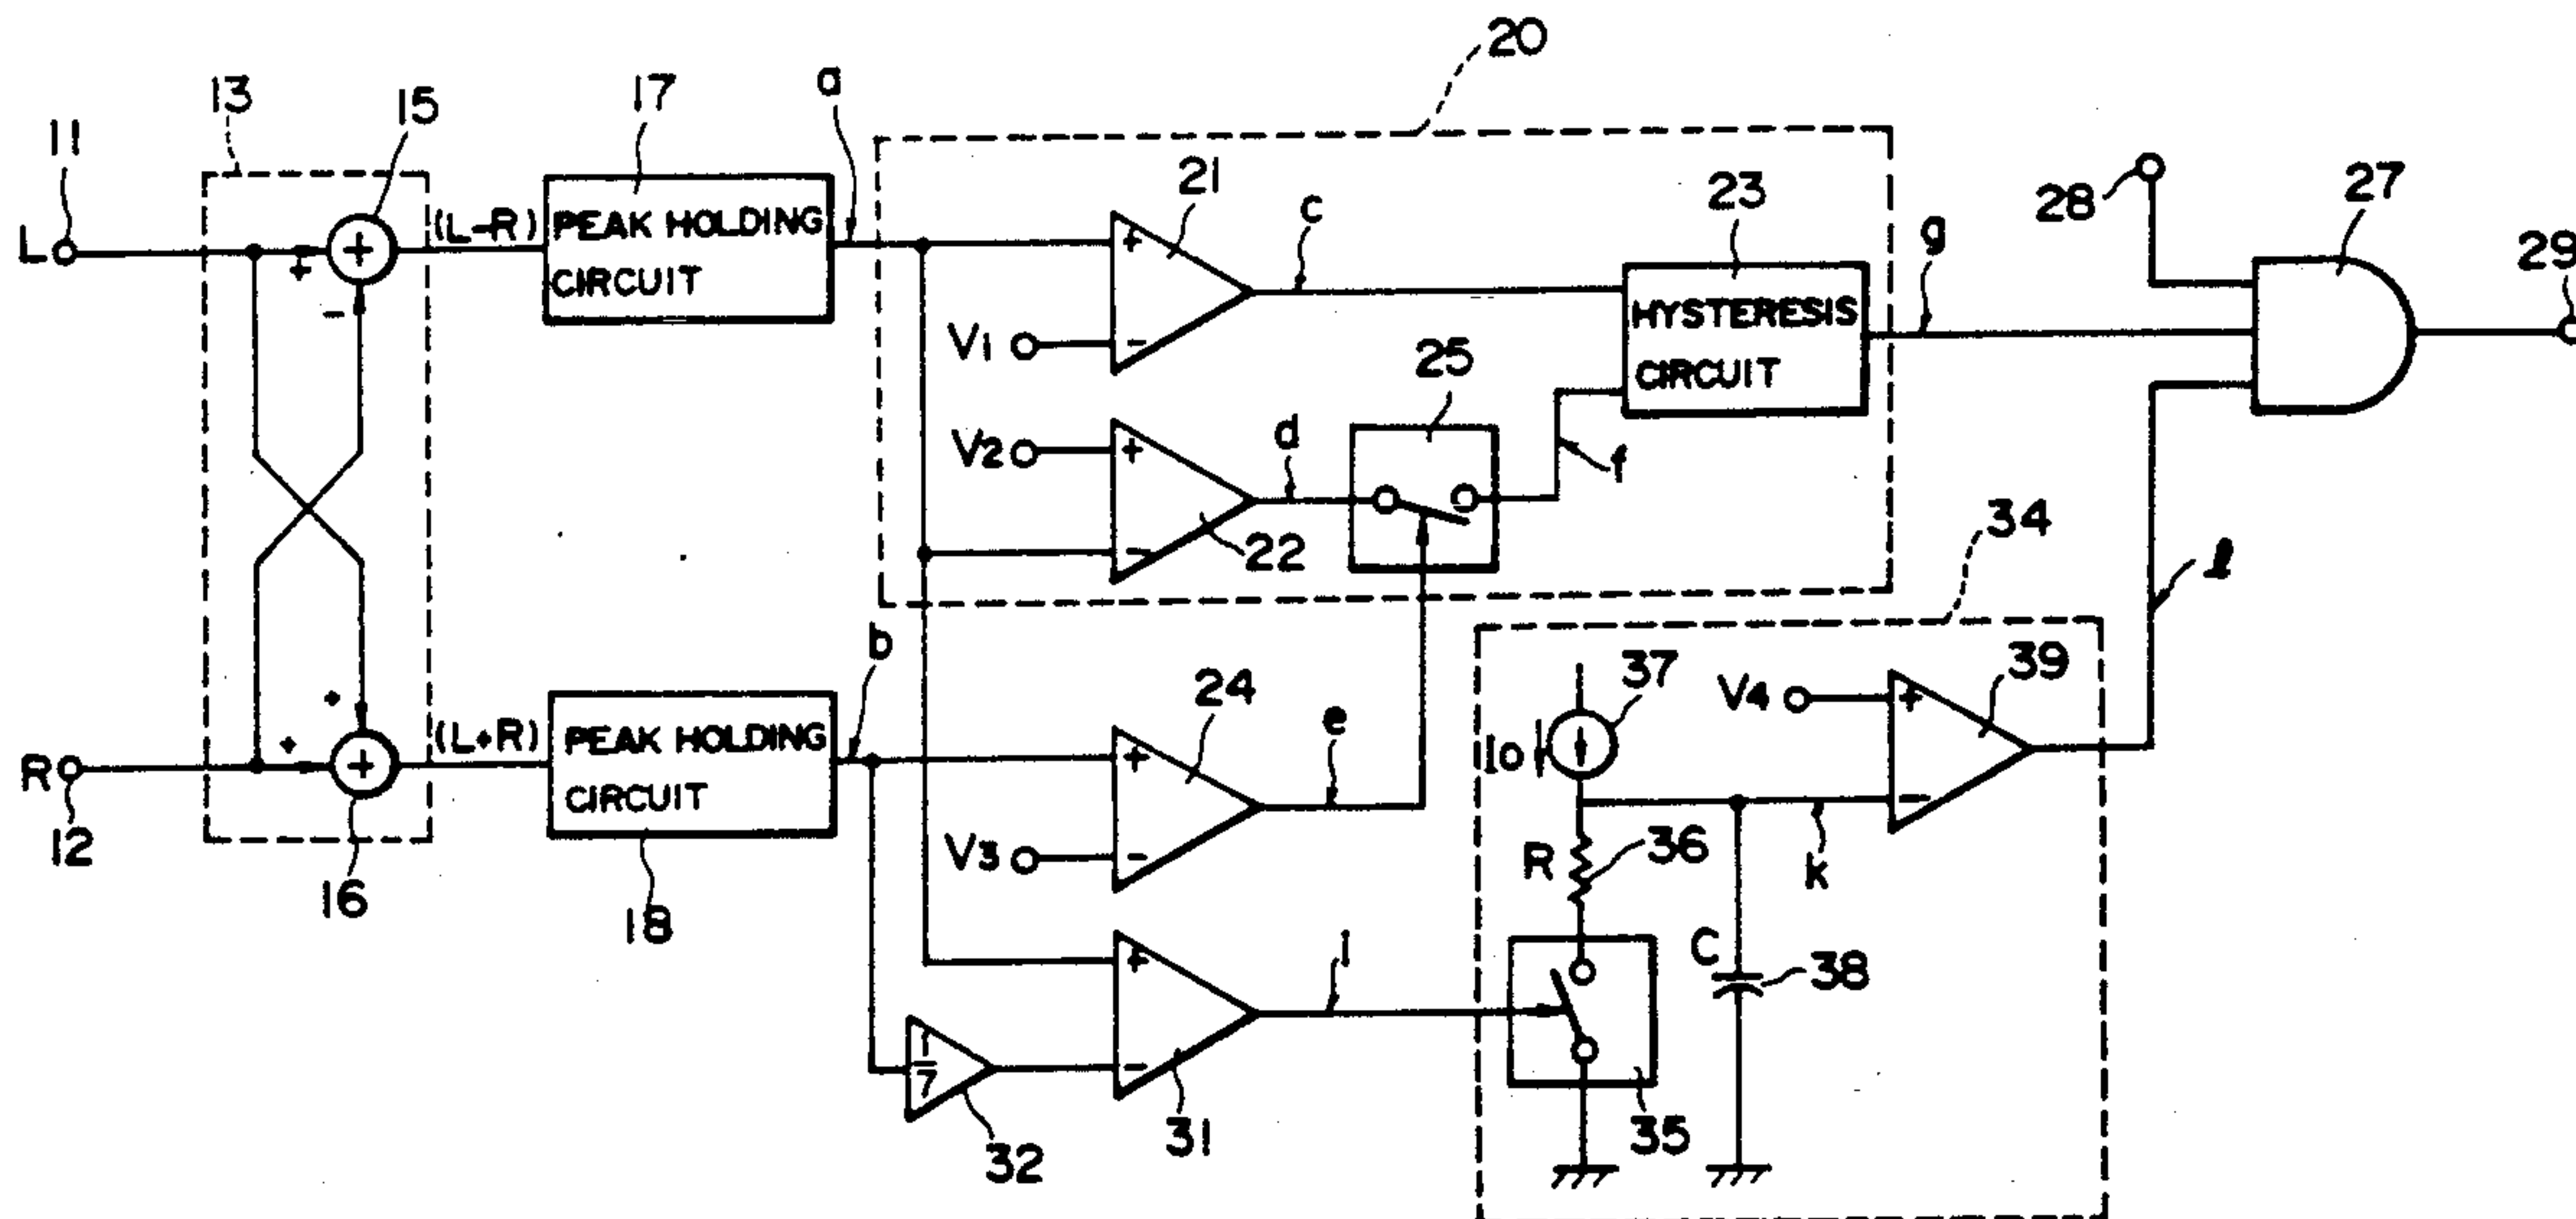 20
13
15
17
a
11
21
c
23
28
27
g
29
L
+
+
(L-R)
PEAK HOLDING
CIRCUIT
+
-
V1
-
HYSTERESIS
CIRCUIT
25
V2
+
d
f
-
22
34
l
b
24
37
39
+
V4
+
R
+
+
(L+R)
PEAK HOLDING
CIRCUIT
+
e
Io
-
12
16
18
V3
-
R
36
k
+
i
C
38
1/7
-
32
31
35